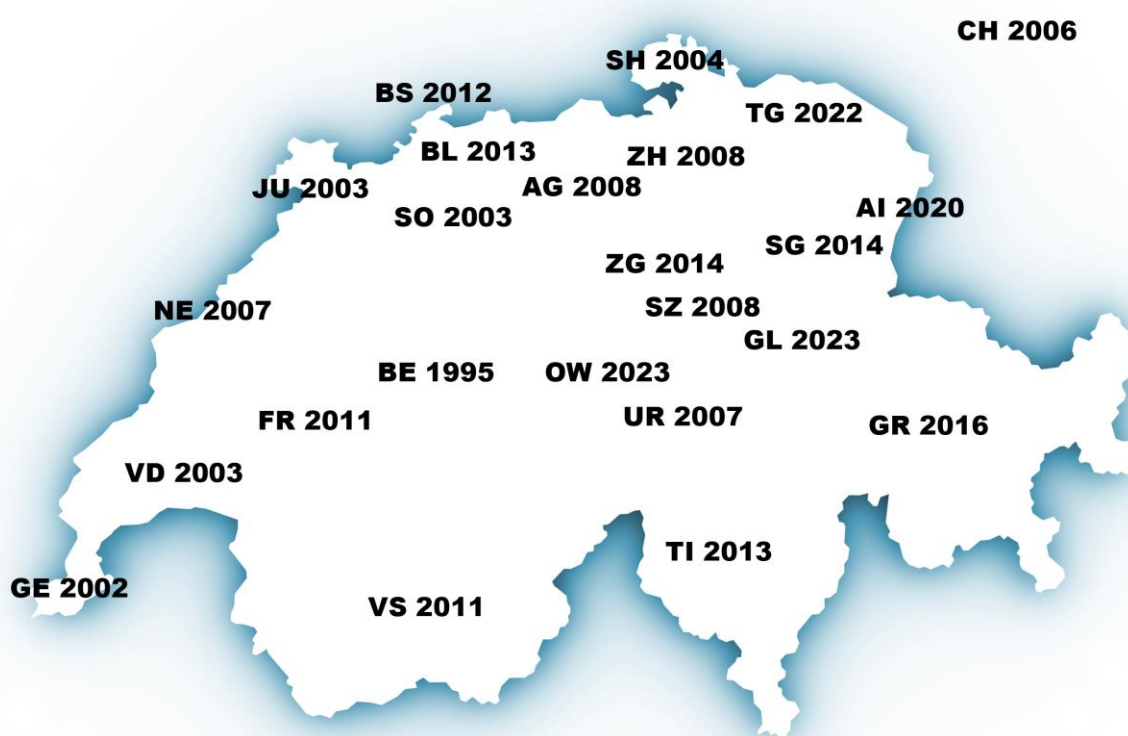 CH 2006
SH 2004
BS 2012
TG 2022
BL 2013
ZH 2008
JU 2003
AG 2008
SO 2003
AI 2020
SG 2014
ZG 2014
NE 2007
SZ 2008
GL 2023
BE 1995
OW 2023
FR 2011
UR 2007
GR 2016
VD 2003
TI 2013
GE 2002
VS 2011